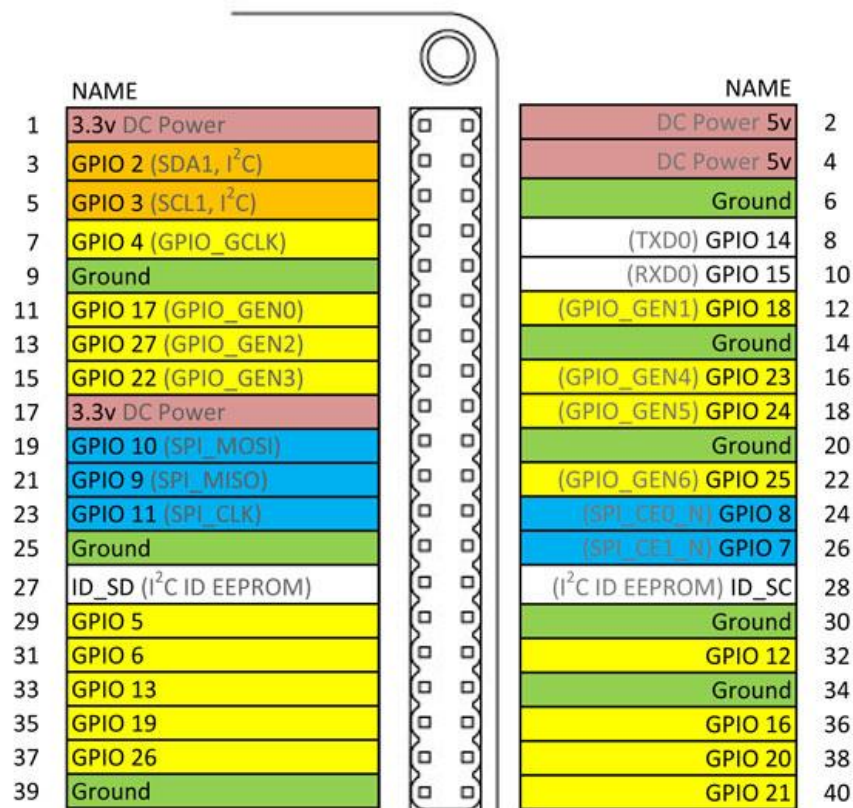 NAME NAME
1 3.3v DC Power DC Power 5v 2
3 GPIO 2 (SDA1, I²C) DC Power 5v 4
5 GPIO 3 (SCL1, I²C) Ground 6
7 GPIO 4 (GPIO_GCLK) (TXD0) GPIO 14 8
9 Ground (RXD0) GPIO 15 10
11 GPIO 17 (GPIO_GEN0) (GPIO_GEN1) GPIO 18 12
13 GPIO 27 (GPIO_GEN2) Ground 14
15 GPIO 22 (GPIO_GEN3) (GPIO_GEN4) GPIO 23 16
17 3.3v DC Power (GPIO_GEN5) GPIO 24 18
19 GPIO 10 (SPI_MOSI) Ground 20
21 GPIO 9 (SPI_MISO) (GPIO_GEN6) GPIO 25 22
23 GPIO 11 (SPI_CLK) (SPI_CE0_N) GPIO 8 24
25 Ground (SPI_CE1_N) GPIO 7 26
27 ID_SD (I²C ID EEPROM) (I²C ID EEPROM) ID_SC 28
29 GPIO 5 Ground 30
31 GPIO 6 GPIO 12 32
33 GPIO 13 Ground 34
35 GPIO 19 GPIO 16 36
37 GPIO 26 GPIO 20 38
39 Ground GPIO 21 40